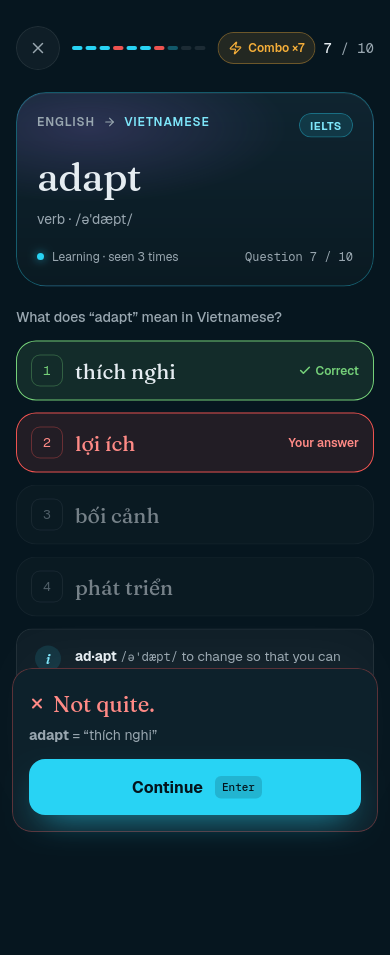 Combo ×7
7 / 10
ENGLISH → VIETNAMESE
IELTS
adapt
verb · /ə'dæpt/
Learning · seen 3 times
Question 7 / 10
What does “adapt” mean in Vietnamese?
1 thích nghi ✓ Correct
2 lợi ích Your answer
3 bối cảnh
4 phát triển
i ad·apt /əˈdæpt/ to change so that you can
× Not quite.
adapt = “thích nghi”
Continue Enter